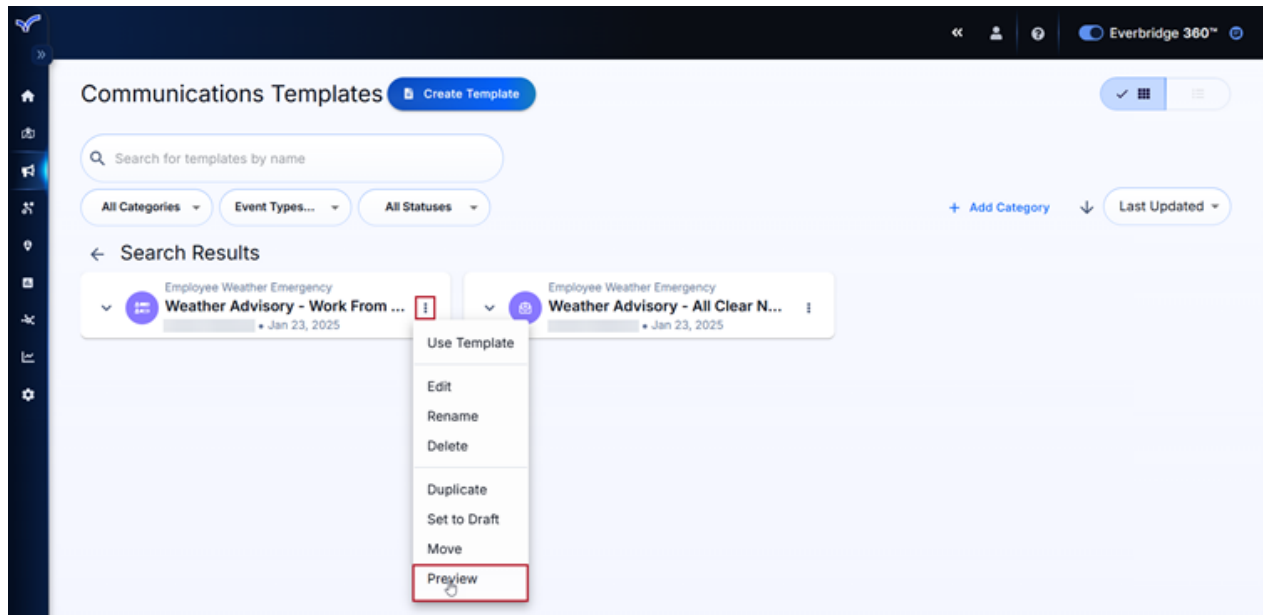 Everbridge 360™
Communications Templates
Create Template
Search for templates by name
All Categories
Event Types...
All Statuses
+ Add Category
Last Updated
Search Results
Employee Weather Emergency
Weather Advisory - Work From ...
• Jan 23, 2025
Employee Weather Emergency
Weather Advisory - All Clear N...
• Jan 23, 2025
Use Template
Edit
Rename
Delete
Duplicate
Set to Draft
Move
Preview